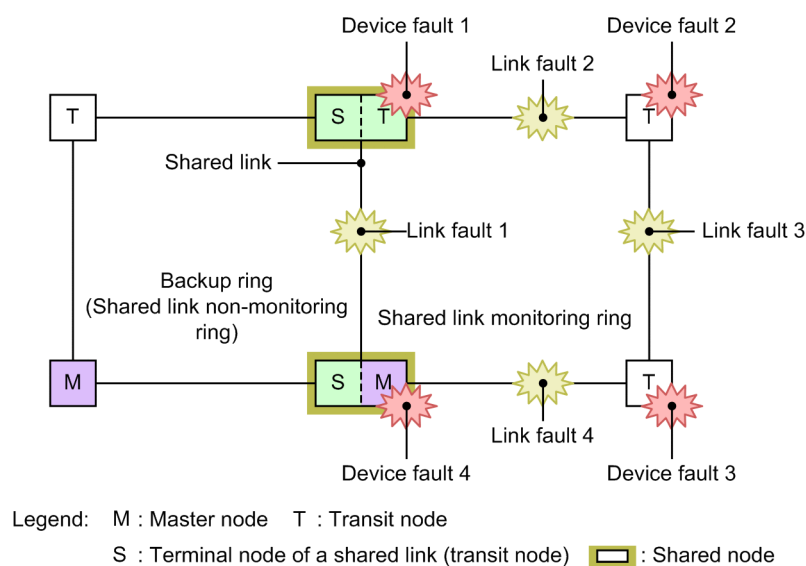 Device fault 1
Device fault 2
Link fault 2
T
S
T
T
Shared link
Link fault 1
Link fault 3
Backup ring
(Shared link non-monitoring
ring)
Shared link monitoring ring
M
S
M
T
Link fault 4
Device fault 4
Device fault 3
Legend: M : Master node T : Transit node
S : Terminal node of a shared link (transit node) : Shared node